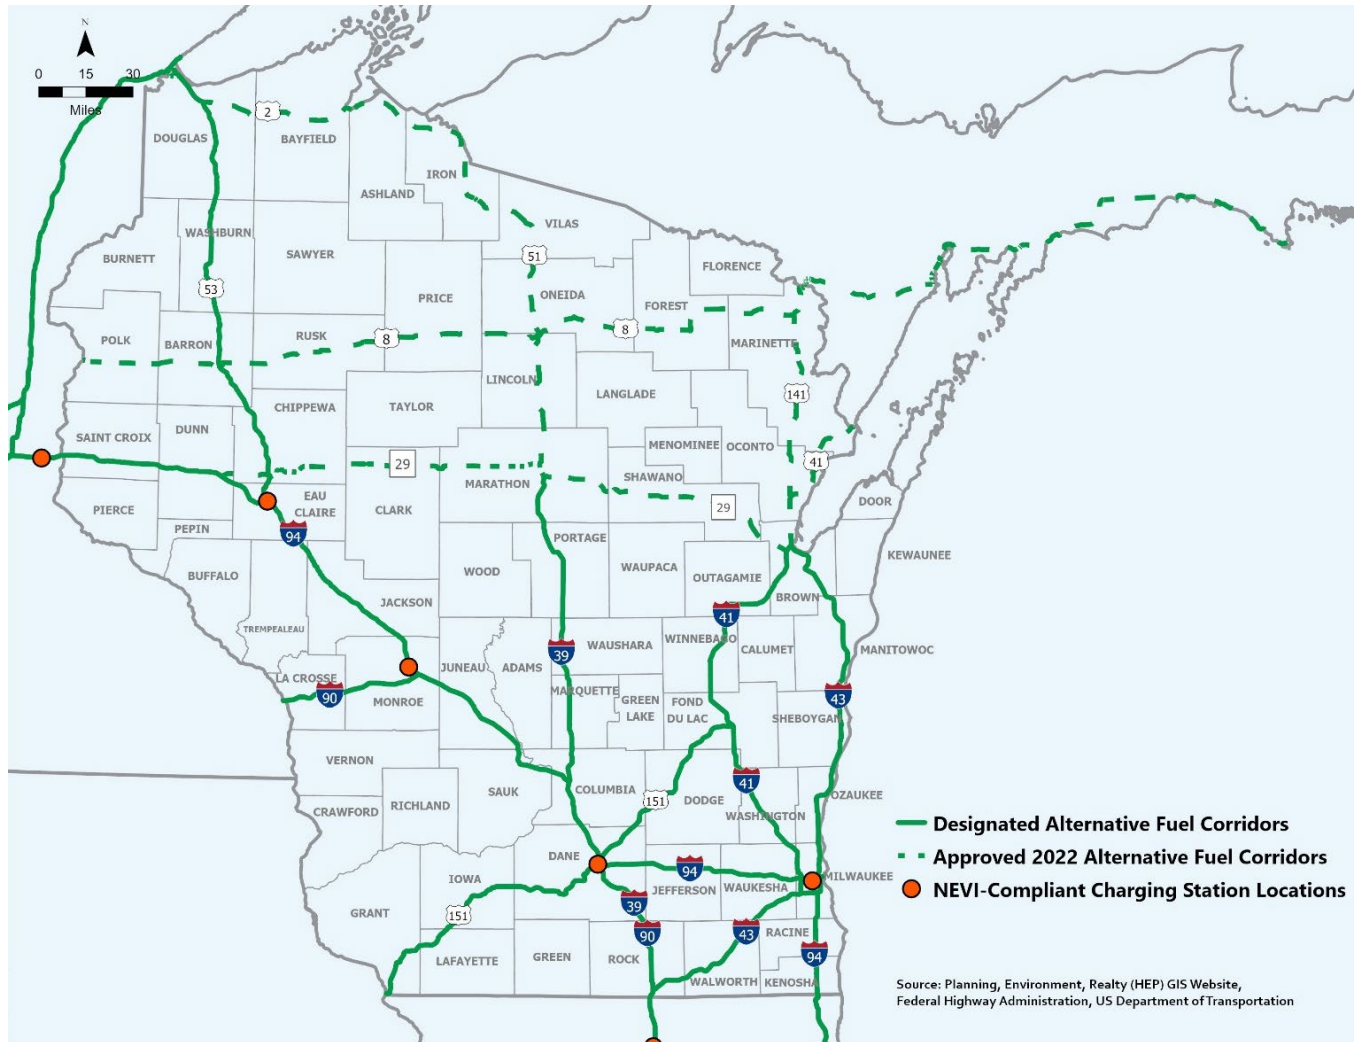 N
0 15 30
Miles
2
DOUGLAS
BAYFIELD
ASHLAND
IRON
VILAS
WASHBURN
BURNETT
SAWYER
51
FLORENCE
53
PRICE
ONEIDA
FOREST
POLK
BARRON
RUSK
8
8
MARINETTE
LINCOLN
CHIPPEWA
TAYLOR
LANGLADE
141
SAINT CROIX
DUNN
MENOMINEE
OCONTO
41
29
MARATHON
SHAWANO
PIERCE
EAU
CLAIRE
CLARK
29
DOOR
PEPIN
94
PORTAGE
KEWAUNEE
BUFFALO
WOOD
WAUPACA
OUTAGAMIE
JACKSON
BROWN
41
TREMPEALEAU
JUNEAU
ADAMS
39
WAUSHARA
WINNEBAGO
CALUMET
MANITOWOC
LA CROSSE
90
MONROE
MARQUETTE
GREEN
LAKE
FOND
DU LAC
43
SHEBOYGAN
VERNON
SAUK
COLUMBIA
151
DODGE
41
WASHINGTON
OZAUKEE
CRAWFORD
RICHLAND
Designated Alternative Fuel Corridors
DANE
94
Approved 2022 Alternative Fuel Corridors
IOWA
JEFFERSON
WAUKESHA
MILWAUKEE
NEVI-Compliant Charging Station Locations
GRANT
151
39
90
43
RACINE
94
LAFAYETTE
GREEN
ROCK
WALWORTH
KENOSHA
Source: Planning, Environment, Realty (HEP) GIS Website,
Federal Highway Administration, US Department of Transportation